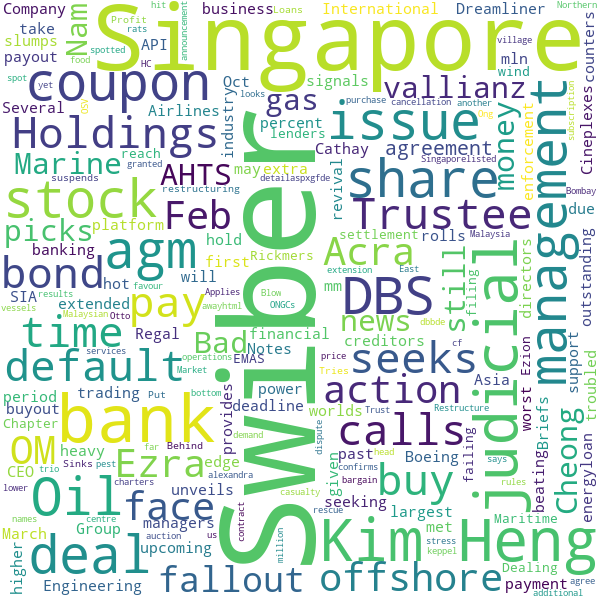 Company
take
payout
slumps
Nam
Profit
hit
rats
announcement
business
International
API
spotted
Loans
Dreamliner
Northern
village
Singapore
mln
signals
wind
counters
food
yet
HC
OSV
spot
looks
purchase
cancellation
another
Ong
subscription
enforcement
Cineplexes
coupon
gas
vallianz
Several
Oct
Airlines
percent
lenders
Cathay
agreement
money
Singaporelisted
Holdings
industry
issue
management
Marine
reach
suspends
granted
restructuring
AHTS
may
extra
detailaspxgfde
revival
share
Bombay
due
stock
Feb
platform
first
settlement
rolls
Trustee
picks
hold
Rickmers
Acra
still
filling
directors
outstanding
banking
agm
will
mm
extension
East
Malaysia
bond
hot
favour
results
Applies
Blow
awayhtml
ONGCs
DBS
news
SIA
extended
Malaysian
Otto
vessels
Regal
Bad
financial
creditors
judicial
Cheong
support
troubled
pay
EMAS
Notes
price
dbbde
cf
Ezion
time
services
operations
Market
seeks
Asia
worst
Briefs
default
period
trading
Put
bottom
power
Tries
Trust
Restructure
buyout
deadline
worlds
action
Chapter
provides
bank
calls
beating
energyloan
CEO
heavy
Behind
Swiber
past
Boeing
confirms
says
failing
OM
Sinks
pest
far
demand
Ezra
edge
given
bargain
head
trio
lower
charters
alexandra
dispute
seeking
buy
Oil
face
unveils
casualty
largest
met
Maritime
rules
March
managers
rescue
stress
keppel
names
centre
us
Group
auction
contract
Kim
Heng
Dealing
higher
deal
upcoming
million
Engineering
fallout
offshore
payment
agree
additional